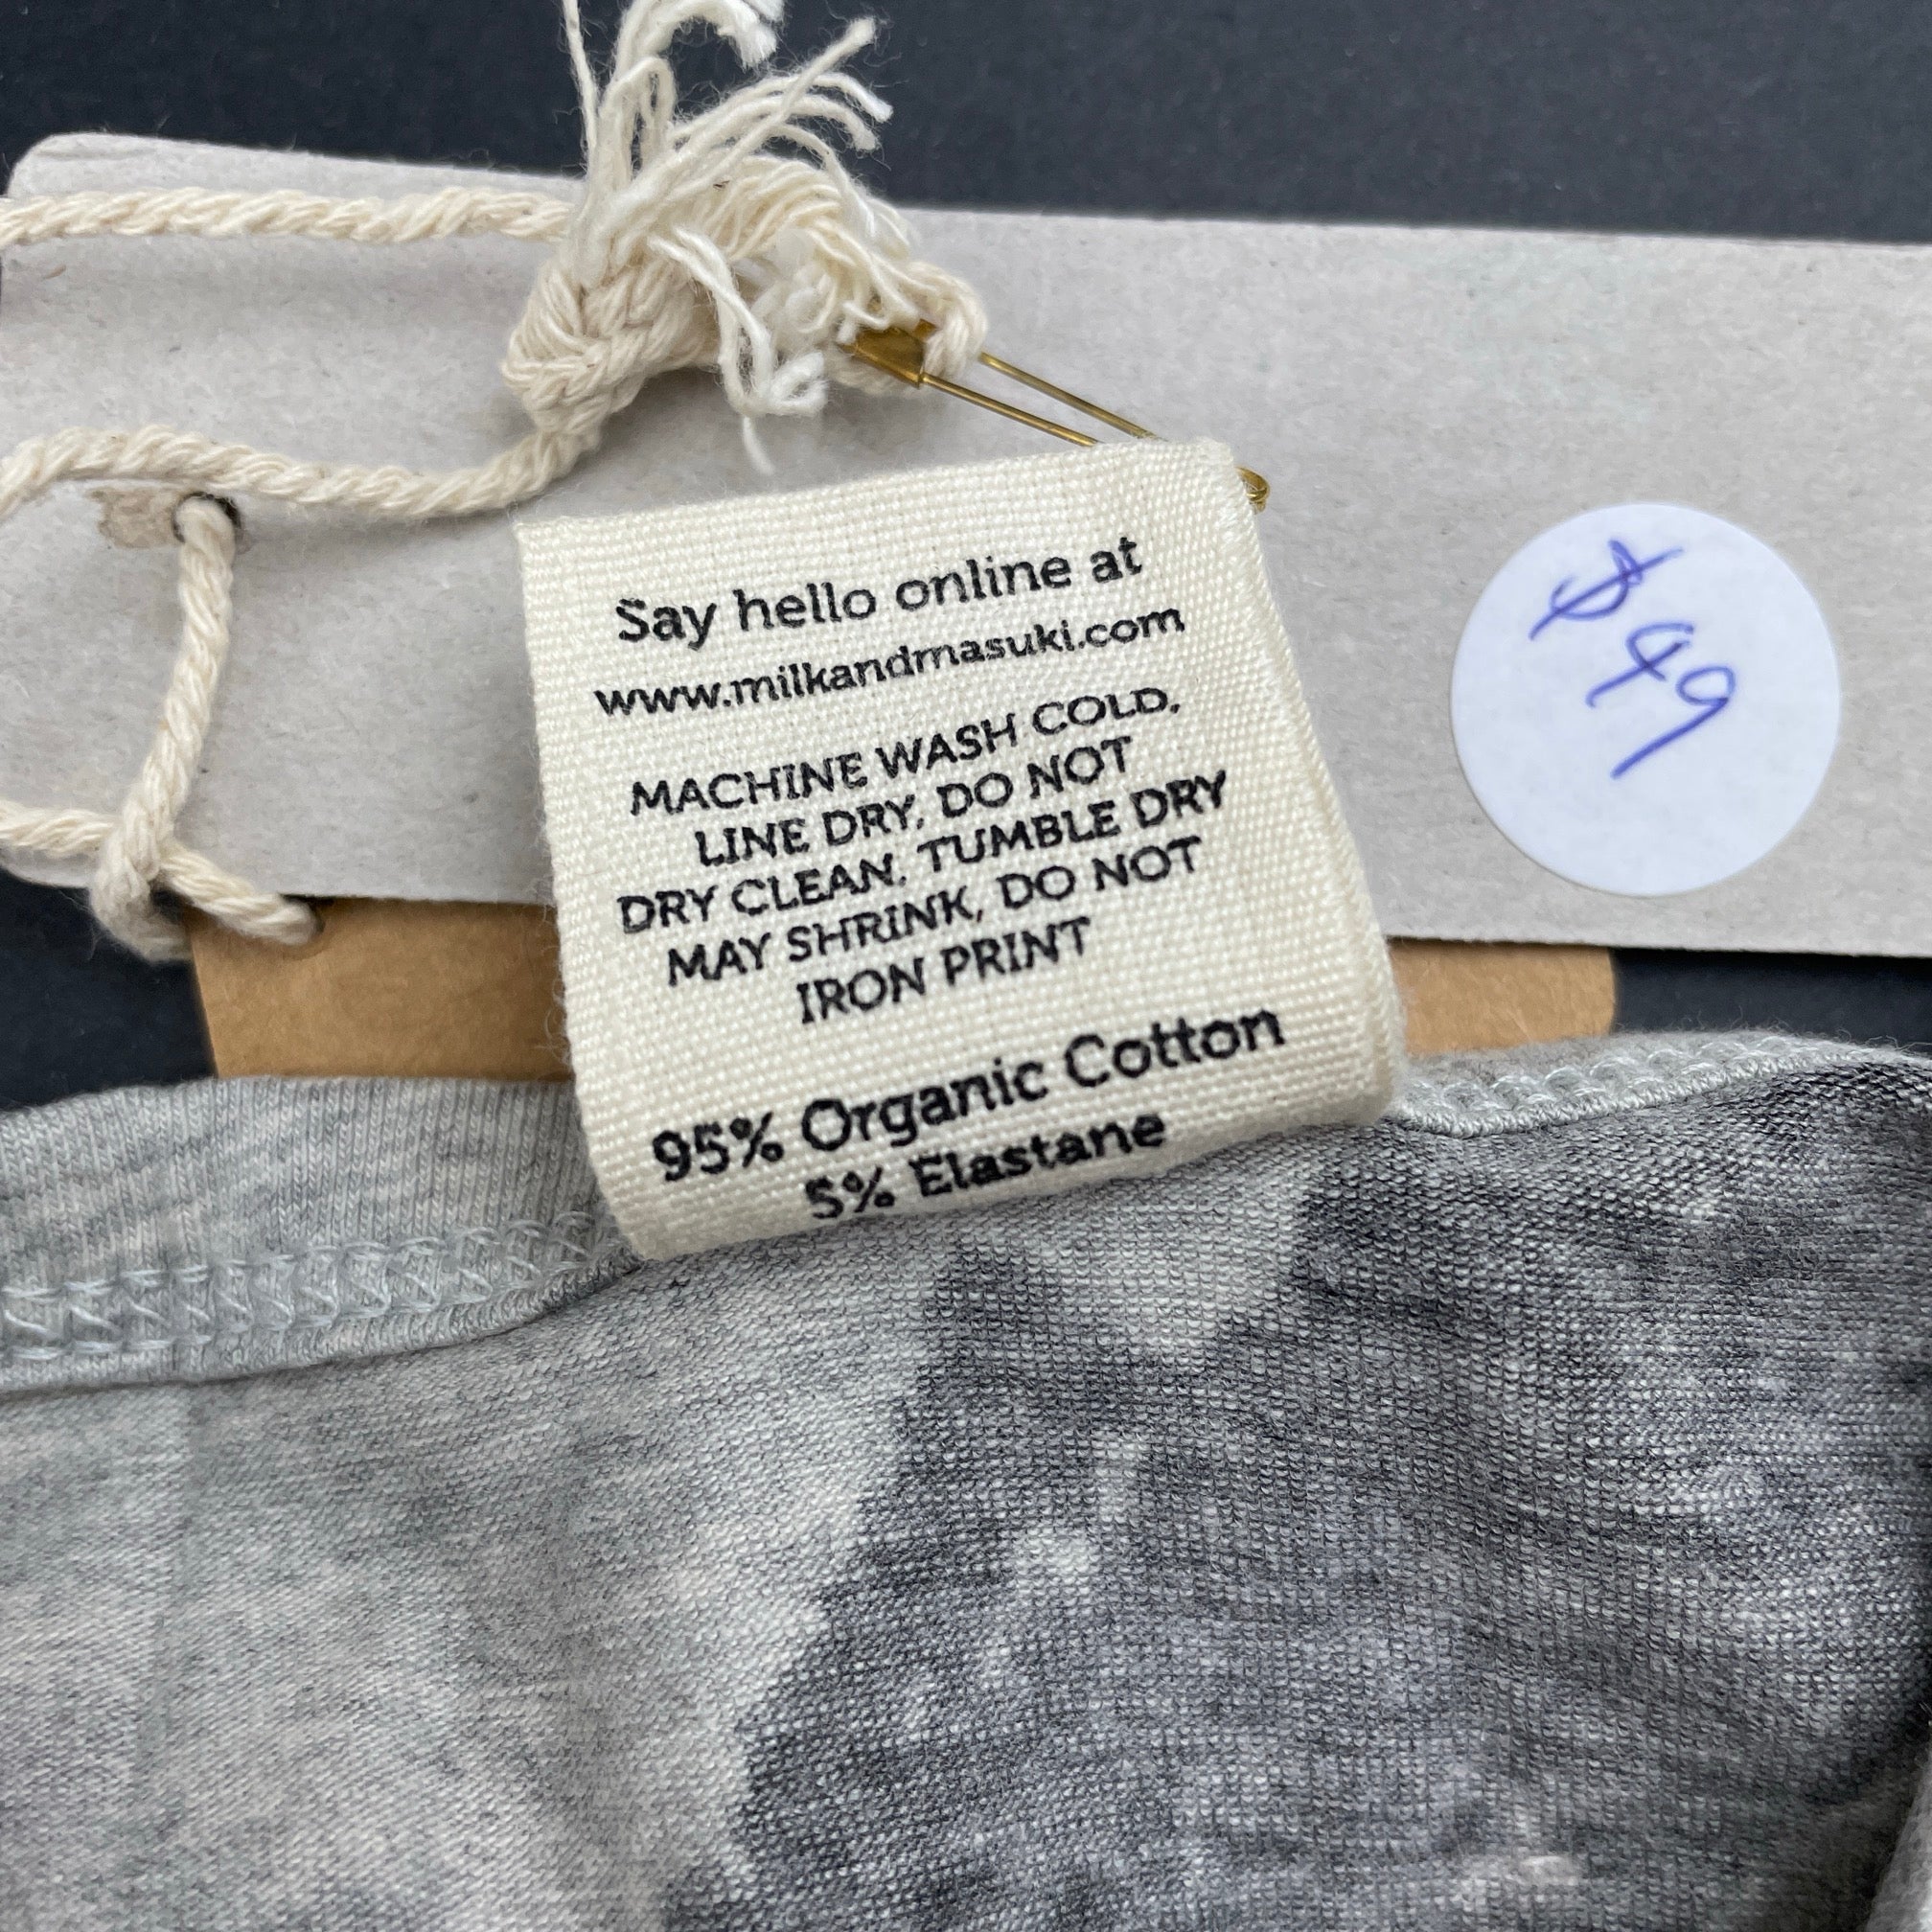 Say hello online at
www.milkandmasuki.com
MACHINE WASH COLD,
LINE DRY, DO NOT
DRY CLEAN. TUMBLE DRY
MAY SHRINK, DO NOT
IRON PRINT
95% Organic Cotton
5% Elastane
$49